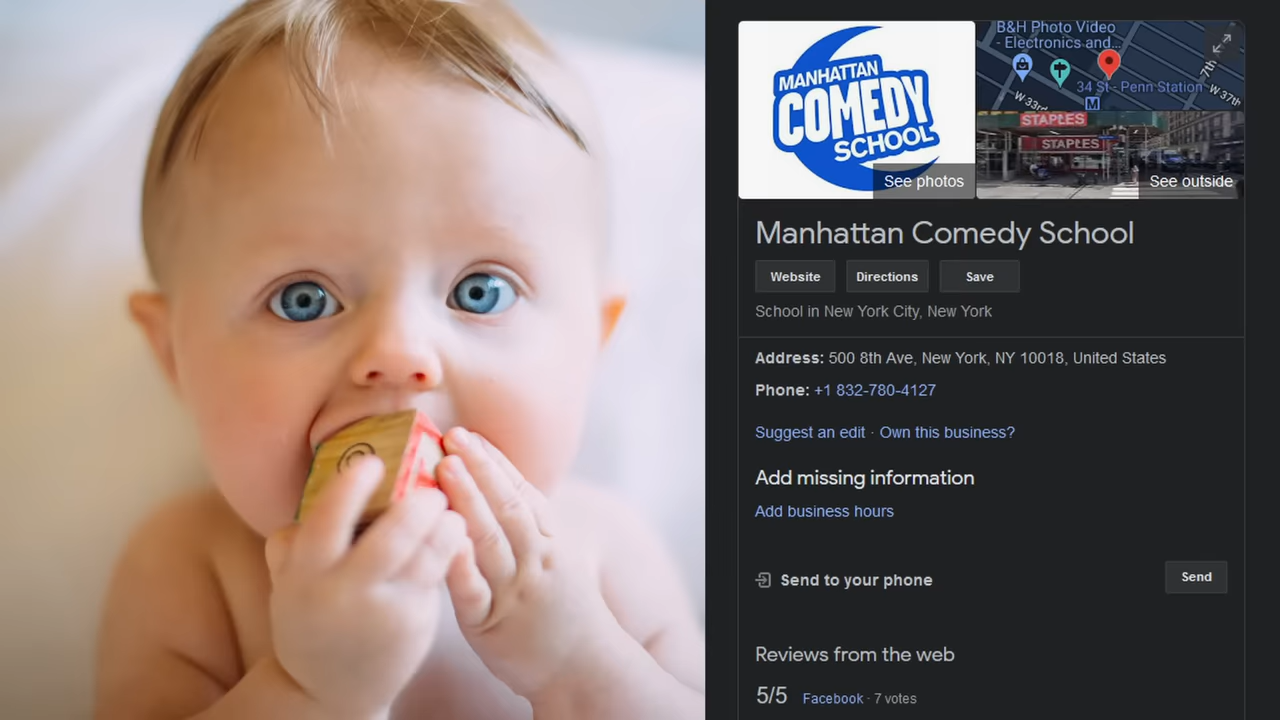 MANHATTAN
COMEDY
SCHOOL
See photos
B&H Photo Video
- Electronics and...
7th
34 St - Penn Station
W 33rd
W 37th
M
STAPLES
STAPLES
See outside
Manhattan Comedy School
Website Directions Save
School in New York City, New York
Address: 500 8th Ave, New York, NY 10018, United States
Phone: +1 832-780-4127
Suggest an edit · Own this business?
Add missing information
Add business hours
Send to your phone Send
Reviews from the web
5/5 Facebook · 7 votes